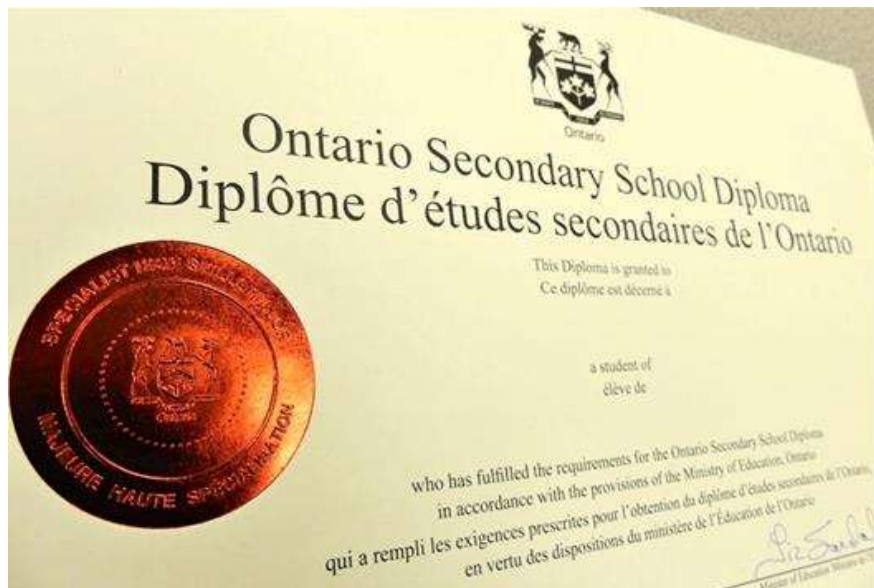 Ontario
Ontario Secondary School Diploma
Diplôme d'études secondaires de l'Ontario
This Diploma is granted to
Ce diplôme est décerné à
a student of
élève de
SPECIALIST HIGH SKILLS MAJOR
MAJEURE HAUTE SPÉCIALISATION
who has fulfilled the requirements for the Ontario Secondary School Diploma
in accordance with the provisions of the Ministry of Education, Ontario
qui a rempli les exigences prescrites pour l'obtention du diplôme d'études secondaires de l'Ontario,
en vertu des dispositions du ministère de l'Éducation de l'Ontario
Minister of Education